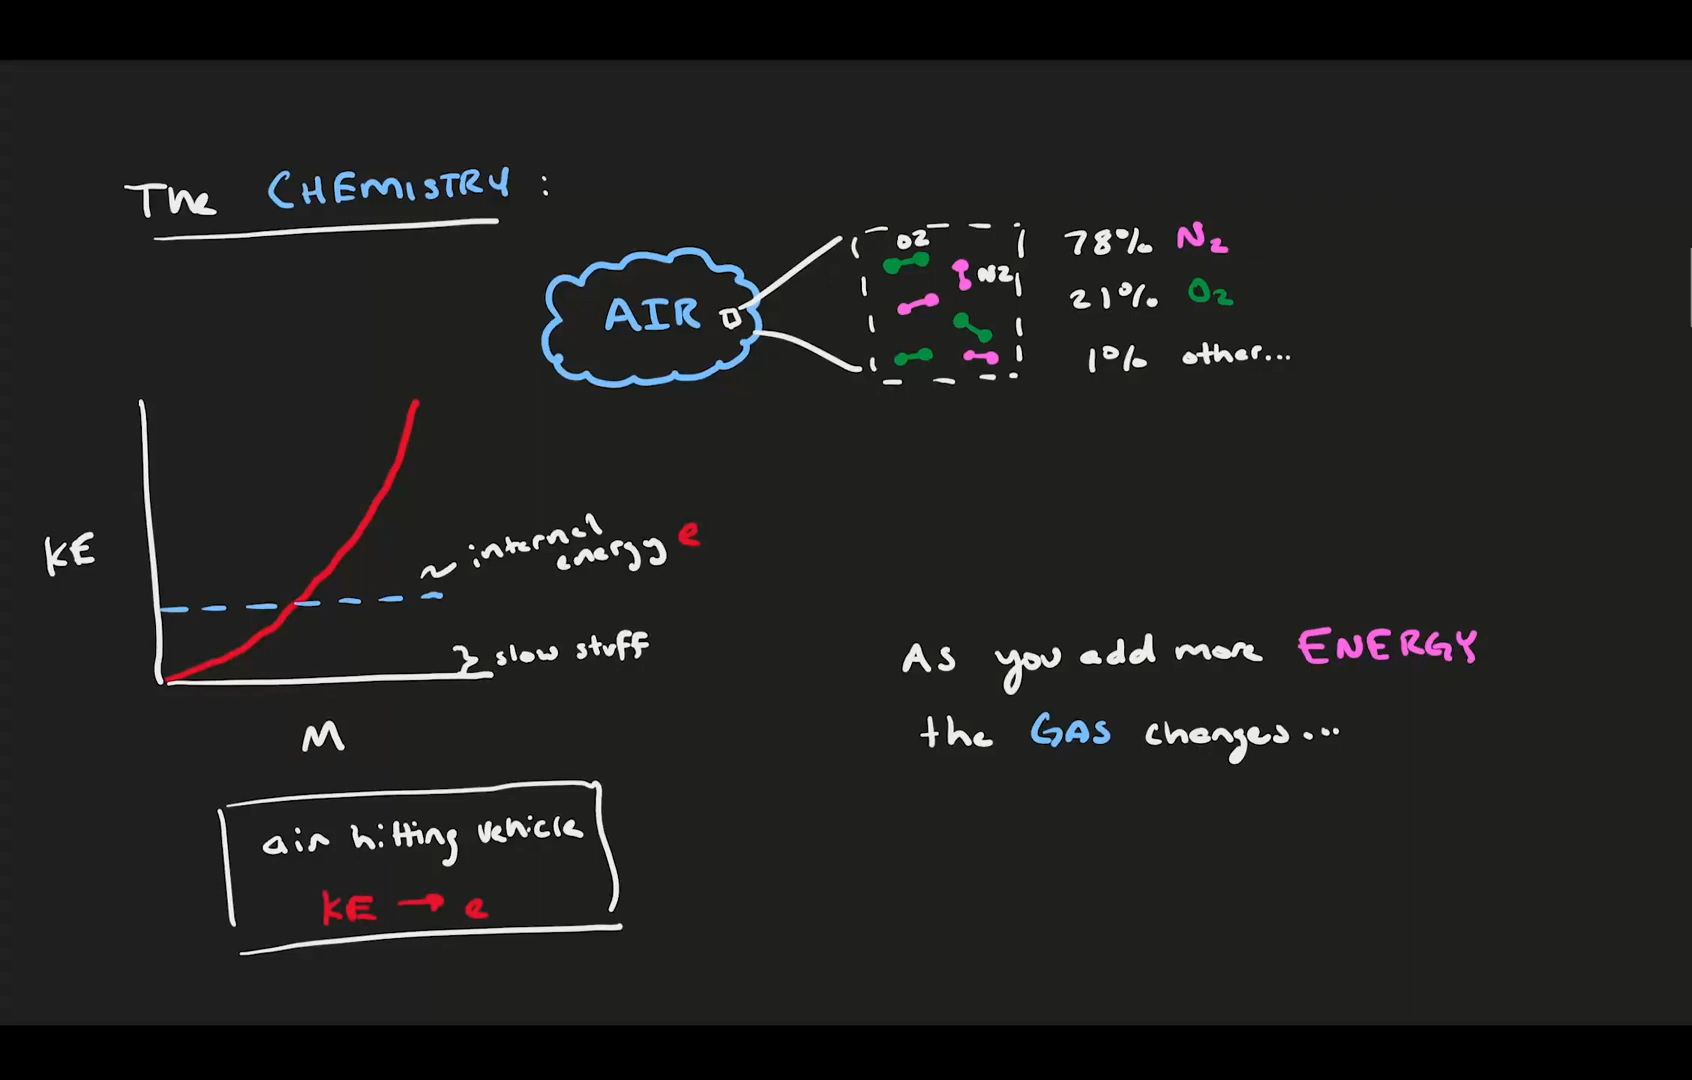 The CHEMISTRY:
AIR
O2
N2
78% N2
21% O2
1% other...
KE
internal
energy e
slow stuff
M
air hitting vehicle
KE → e
As you add more ENERGY
the GAS changes...